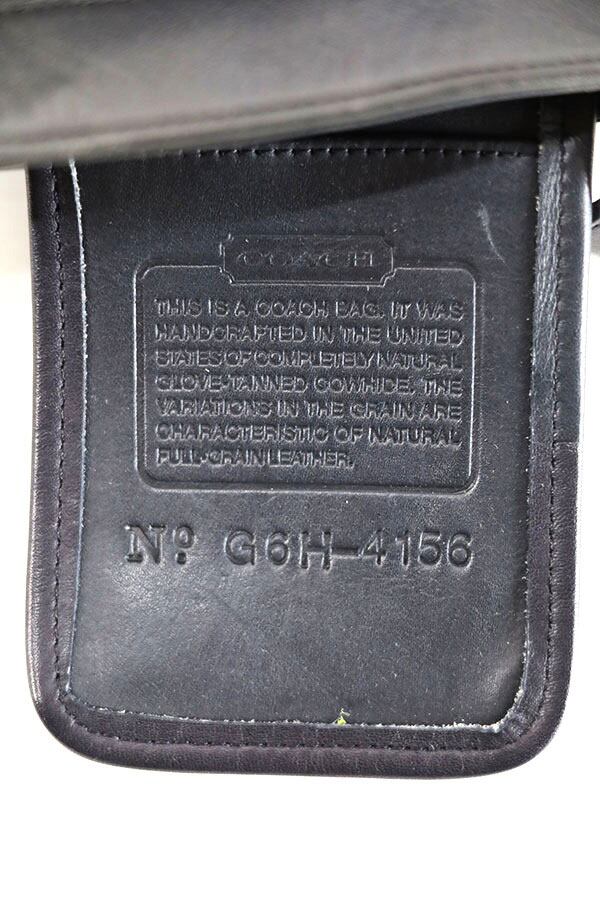 COACH
THIS IS A COACH BAG. IT WAS
HANDCRAFTED IN THE UNITED
STATES OF COMPLETELY NATURAL
GLOVE-TANNED COWHIDE. THE
VARIATIONS IN THE GRAIN ARE
CHARACTERISTIC OF NATURAL
FULL-GRAIN LEATHER.
Nº G6H-4156